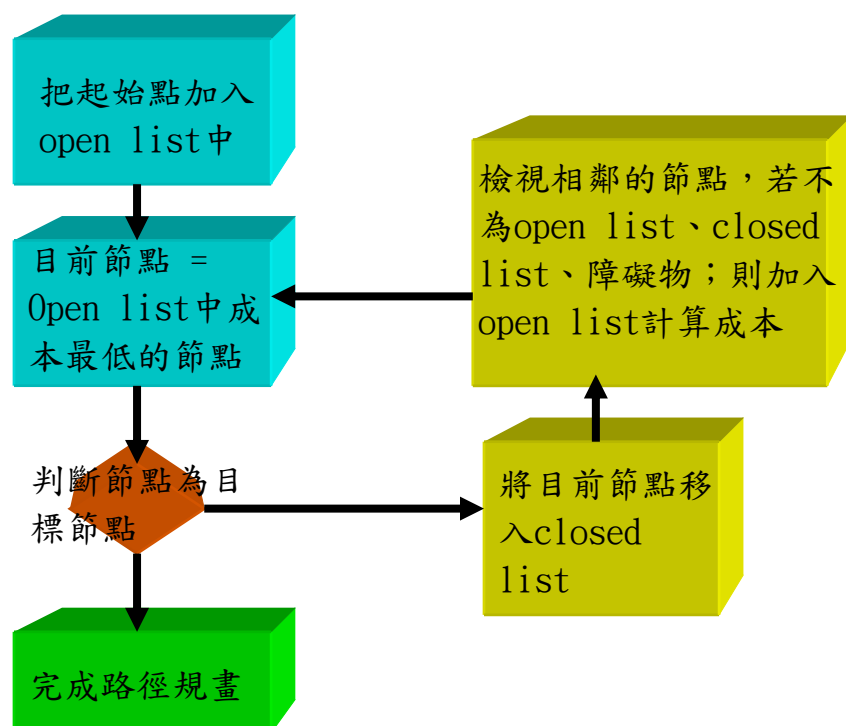 把起始點加入
open list中
目前節點 =
Open list中成
本最低的節點
判斷節點為目
標節點
完成路徑規畫
將目前節點移
入closed
list
檢視相鄰的節點，若不
為open list、closed
list、障礙物；則加入
open list計算成本